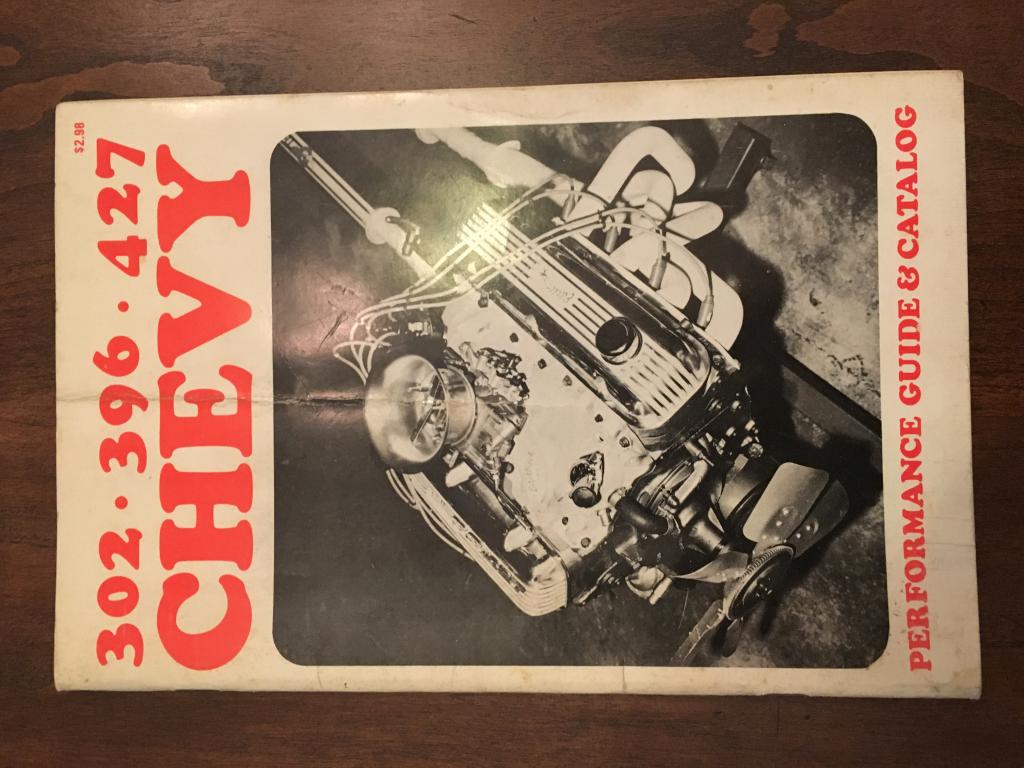 $2.98
302 · 396 · 427
CHEVY
PERFORMANCE GUIDE & CATALOG